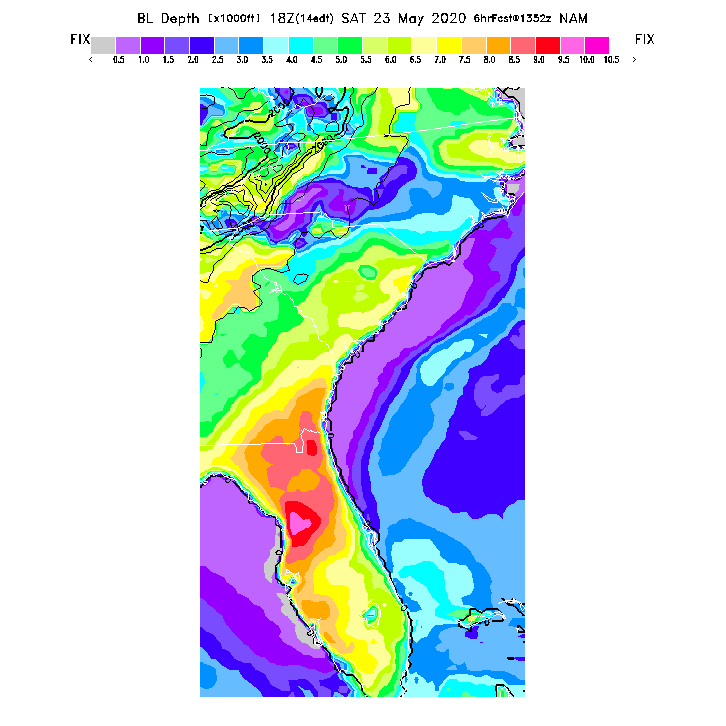 BL Depth [x1000ft] 18Z(14edt) SAT 23 May 2020 6hrFcst@1352z NAM
FIX FIX
< 0.5 1.0 1.5 2.0 2.5 3.0 3.5 4.0 4.5 5.0 5.5 6.0 6.5 7.0 7.5 8.0 8.5 9.0 9.5 10.0 10.5 >